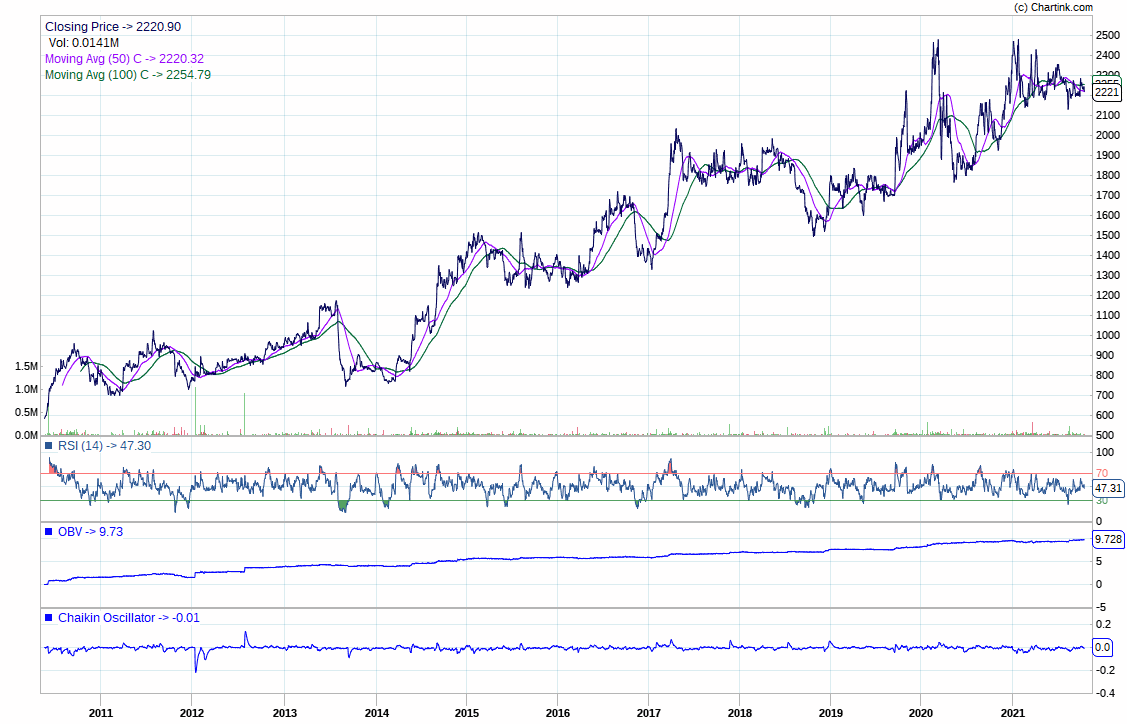 (c) Chartink.com
Closing Price -> 2220.90
Vol: 0.0141M
Moving Avg (50) C -> 2220.32
Moving Avg (100) C -> 2254.79
2500
2400
2300
2255
2221
2100
2000
1900
1800
1700
1600
1500
1400
1300
1200
1100
1000
900
800
700
600
500
1.5M
1.0M
0.5M
0.0M
RSI (14) -> 47.30
100
70
47.31
30
0
OBV -> 9.73
9.728
5
0
-5
Chaikin Oscillator -> -0.01
0.2
0.0
-0.2
-0.4
2011 2012 2013 2014 2015 2016 2017 2018 2019 2020 2021